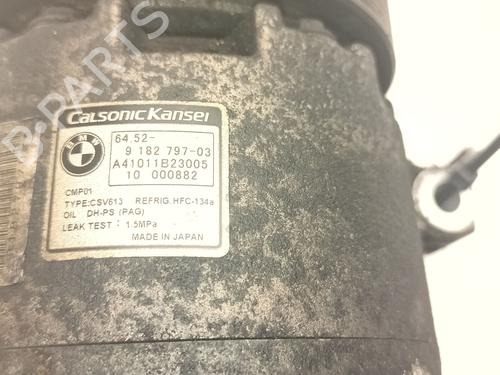 CalsonicKansei
BMW
64.52-
9 182 797-03
A41011B23005
10 000882
CMP01
TYPE:CSV613 REFRIG.HFC-134a
OIL DH-PS (PAG)
LEAK TEST : 1.5MPa
MADE IN JAPAN
B-PARTS